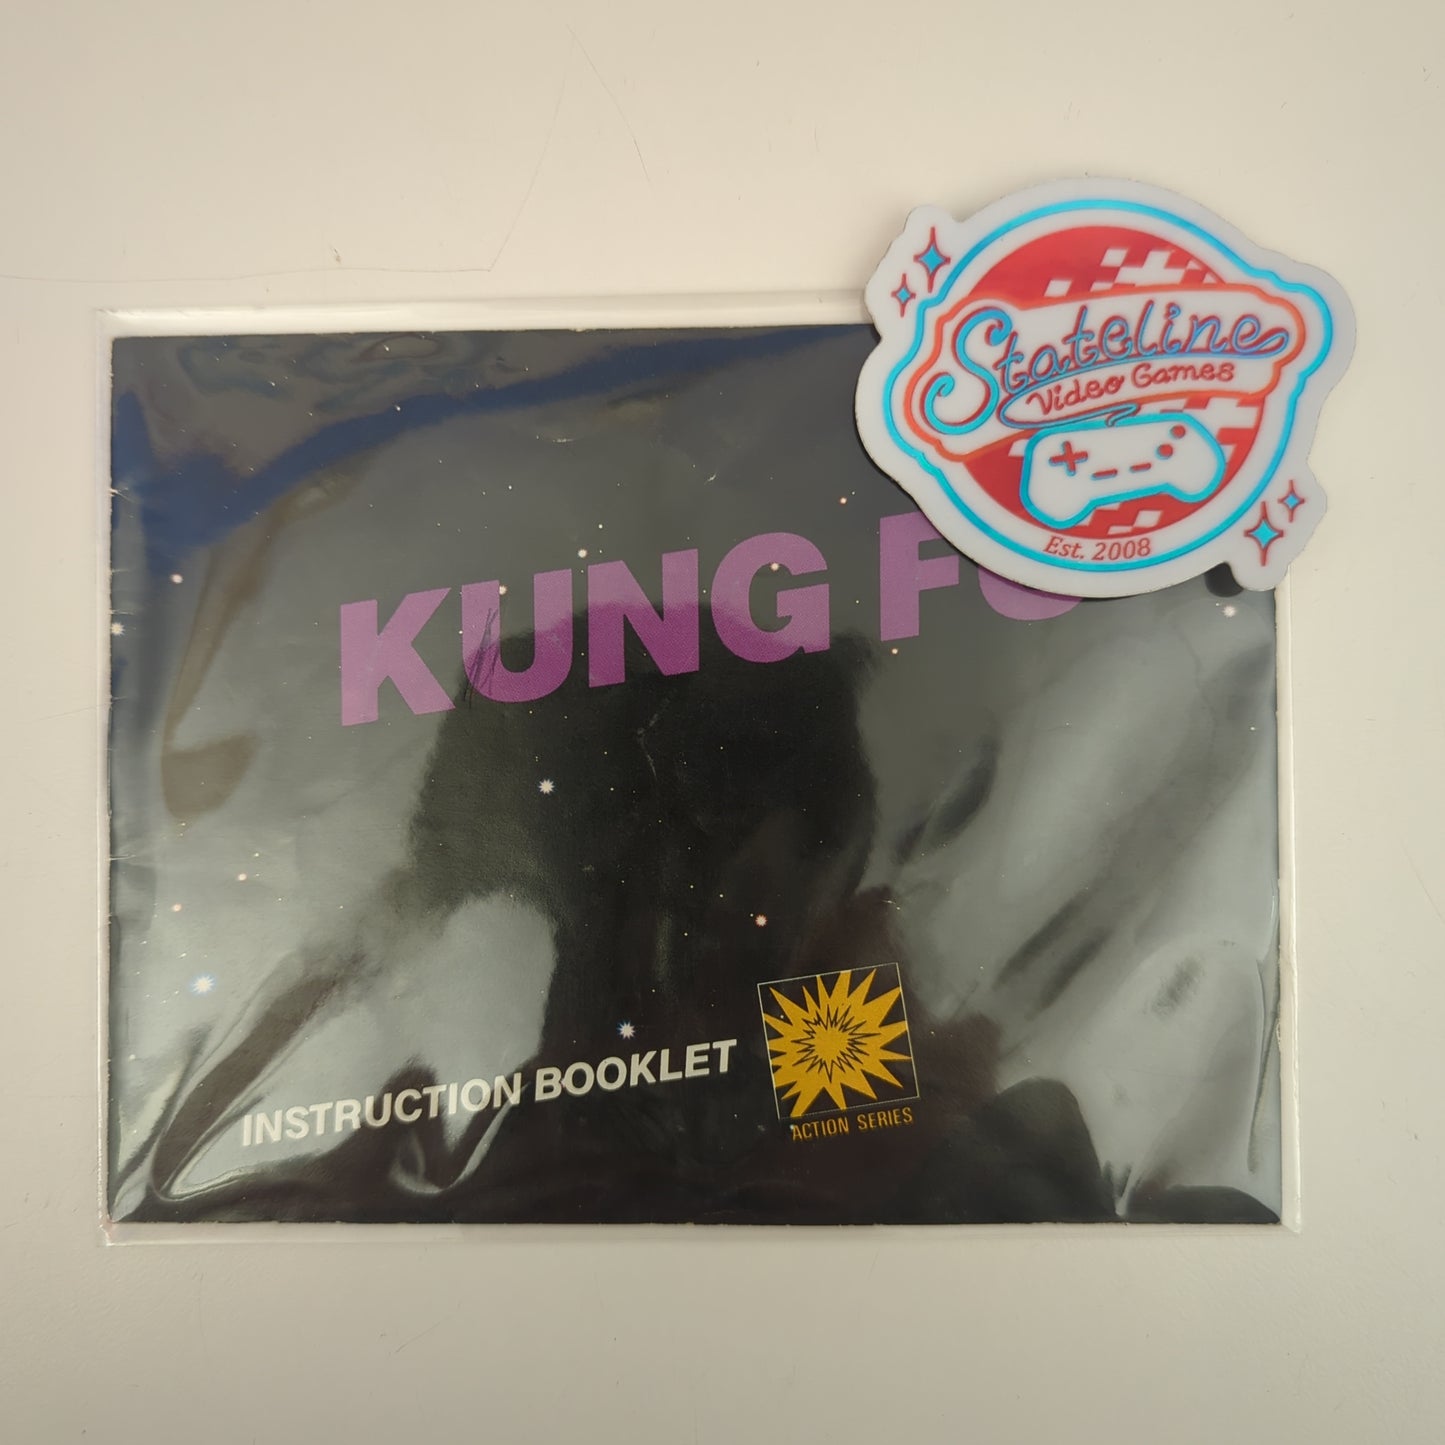 Stateline
Video Games
Est. 2008
KUNG FU
INSTRUCTION BOOKLET
ACTION SERIES